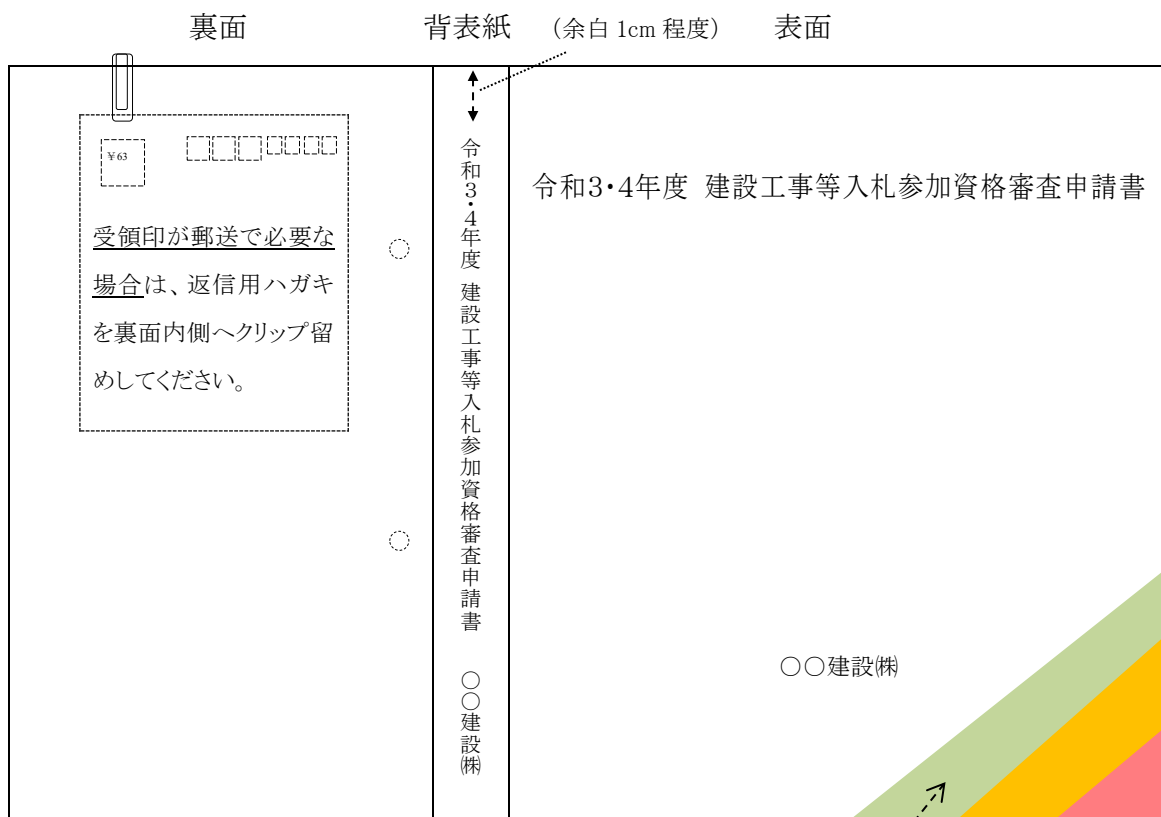 裏面
背表紙
（余白 1cm 程度）
表面
￥63
受領印が郵送で必要な
場合は、返信用ハガキ
を裏面内側へクリップ留
めしてください。
令和３・４年度 建設工事等入札参加資格審査申請書 ○○建設㈱
令和３・４年度 建設工事等入札参加資格審査申請書
○○建設㈱